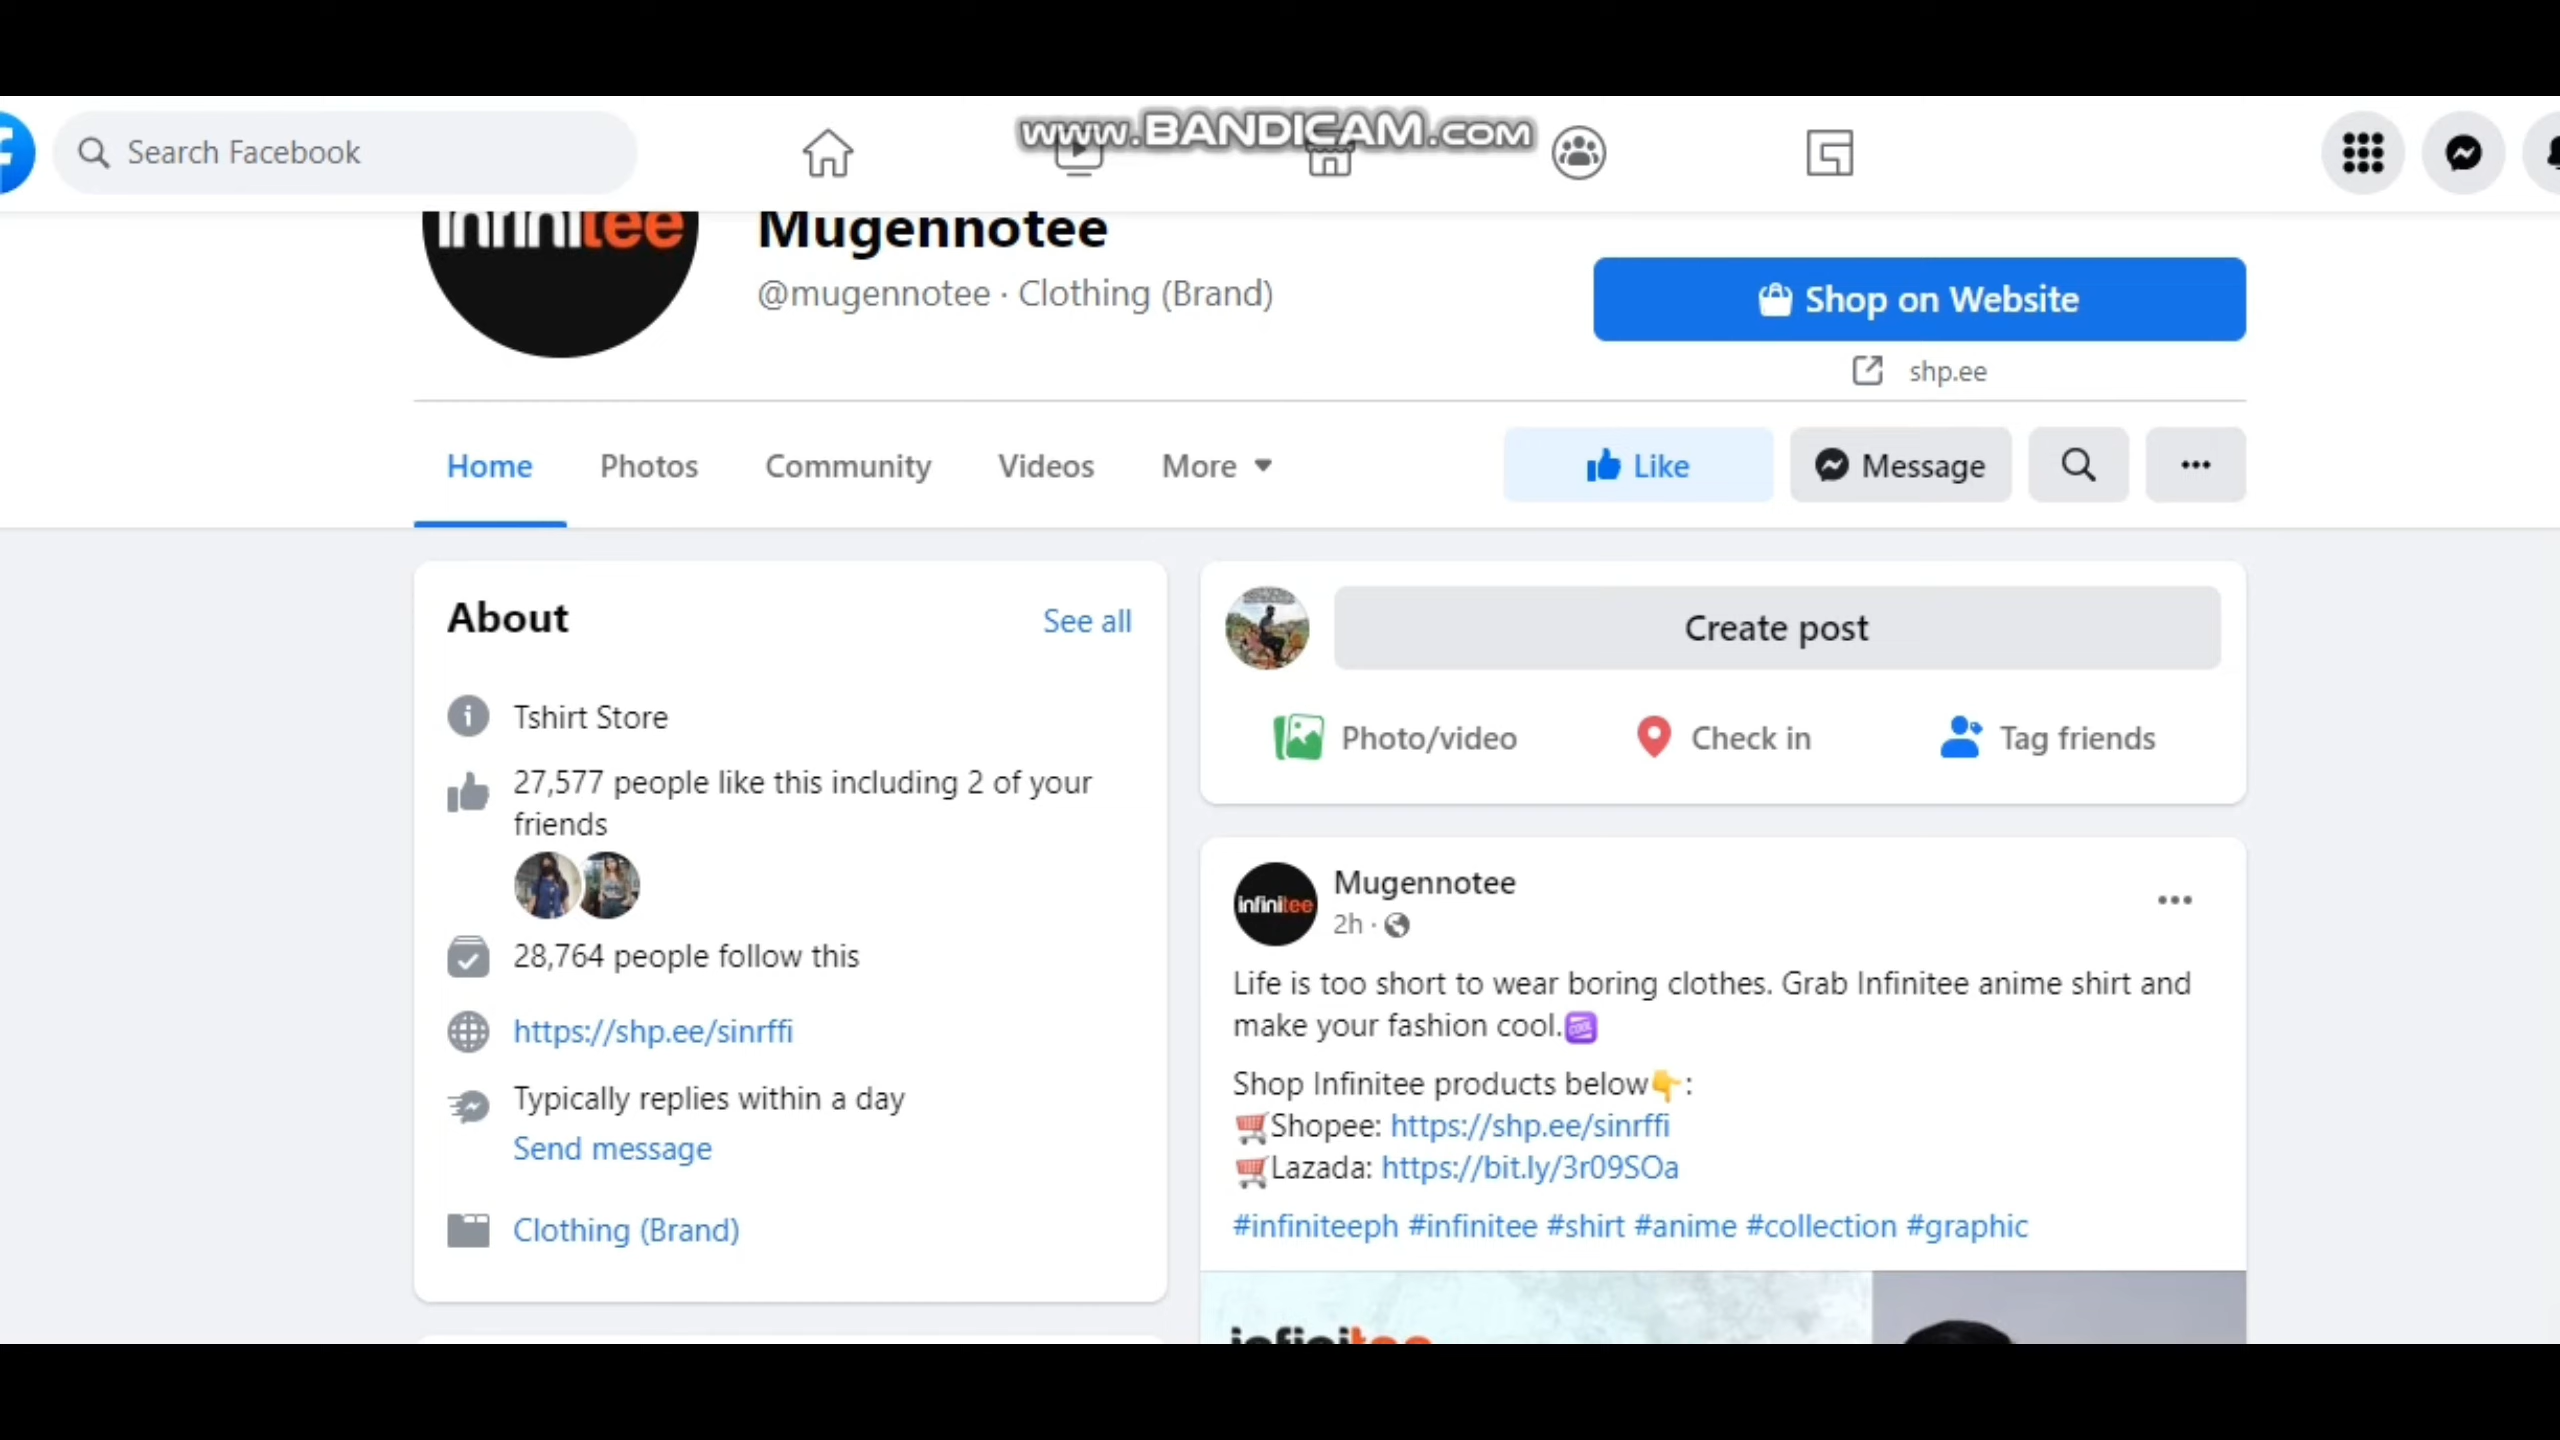 www.BANDICAM.com
Search Facebook
infinitee
Mugennotee
@mugennotee · Clothing (Brand)
Shop on Website
shp.ee
Home Photos Community Videos More
Like Message
About See all
Tshirt Store
27,577 people like this including 2 of your
friends
28,764 people follow this
https://shp.ee/sinrffi
Typically replies within a day
Send message
Clothing (Brand)
Create post
Photo/video Check in Tag friends
infinitee
Mugennotee
2h ·
Life is too short to wear boring clothes. Grab Infinitee anime shirt and
make your fashion cool.🆒
Shop Infinitee products below👇:
🛒Shopee: https://shp.ee/sinrffi
🛒Lazada: https://bit.ly/3r09SOa
#infiniteeph #infinitee #shirt #anime #collection #graphic
infinitee